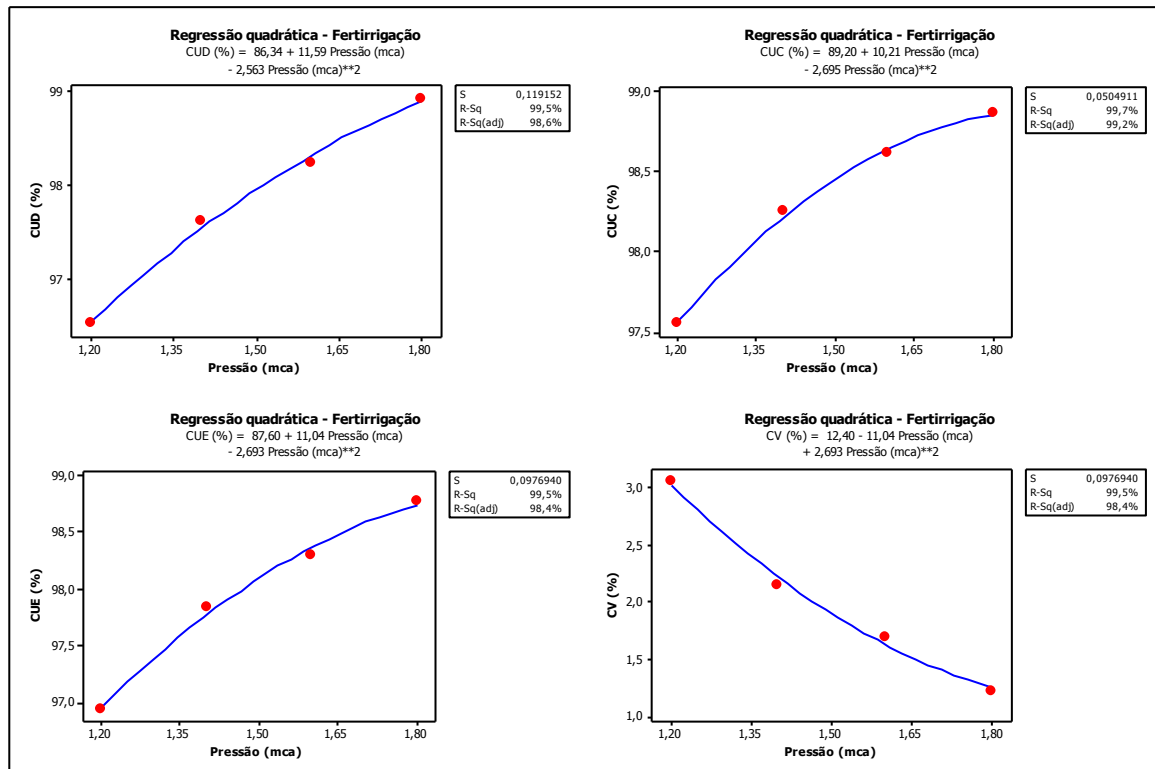 Regressão quadrática - Fertirrigação
CUD (%) = 86,34 + 11,59 Pressão (mca)
- 2,563 Pressão (mca)**2
S 0,119152
R-Sq 99,5%
R-Sq(adj) 98,6%
99
98
97
CUD (%)
1,20 1,35 1,50 1,65 1,80
Pressão (mca)
Regressão quadrática - Fertirrigação
CUC (%) = 89,20 + 10,21 Pressão (mca)
- 2,695 Pressão (mca)**2
S 0,0504911
R-Sq 99,7%
R-Sq(adj) 99,2%
99,0
98,5
98,0
97,5
CUC (%)
1,20 1,35 1,50 1,65 1,80
Pressão (mca)
Regressão quadrática - Fertirrigação
CUE (%) = 87,60 + 11,04 Pressão (mca)
- 2,693 Pressão (mca)**2
S 0,0976940
R-Sq 99,5%
R-Sq(adj) 98,4%
99,0
98,5
98,0
97,5
97,0
CUE (%)
1,20 1,35 1,50 1,65 1,80
Pressão (mca)
Regressão quadrática - Fertirrigação
CV (%) = 12,40 - 11,04 Pressão (mca)
+ 2,693 Pressão (mca)**2
S 0,0976940
R-Sq 99,5%
R-Sq(adj) 98,4%
3,0
2,5
2,0
1,5
1,0
CV (%)
1,20 1,35 1,50 1,65 1,80
Pressão (mca)